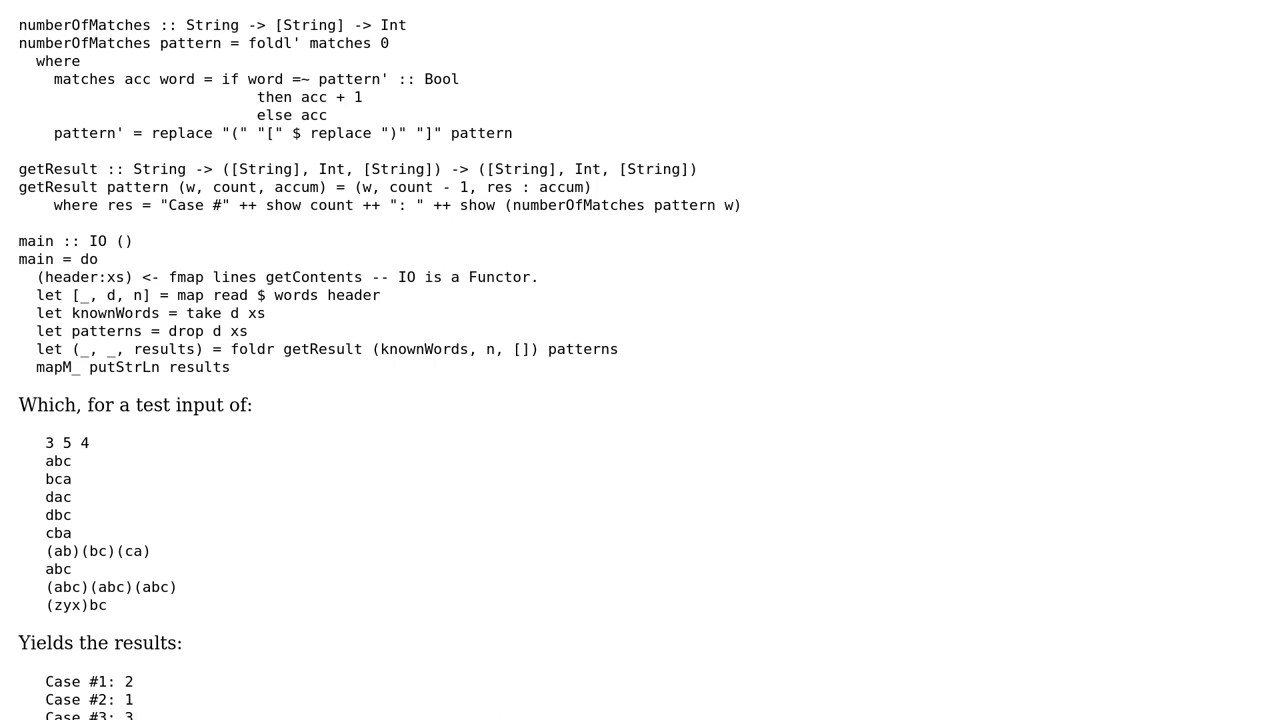 numberOfMatches :: String -> [String] -> Int
numberOfMatches pattern = foldl' matches 0
  where
    matches acc word = if word =~ pattern' :: Bool
                           then acc + 1
                           else acc
    pattern' = replace "(" "[" $ replace ")" "]" pattern

getResult :: String -> ([String], Int, [String]) -> ([String], Int, [String])
getResult pattern (w, count, accum) = (w, count - 1, res : accum)
    where res = "Case #" ++ show count ++ ": " ++ show (numberOfMatches pattern w)

main :: IO ()
main = do
  (header:xs) <- fmap lines getContents -- IO is a Functor.
  let [_, d, n] = map read $ words header
  let knownWords = take d xs
  let patterns = drop d xs
  let (_, _, results) = foldr getResult (knownWords, n, []) patterns
  mapM_ putStrLn results
Which, for a test input of:
3 5 4
abc
bca
dac
dbc
cba
(ab)(bc)(ca)
abc
(abc)(abc)(abc)
(zyx)bc
Yields the results:
Case #1: 2
Case #2: 1
Case #3: 3